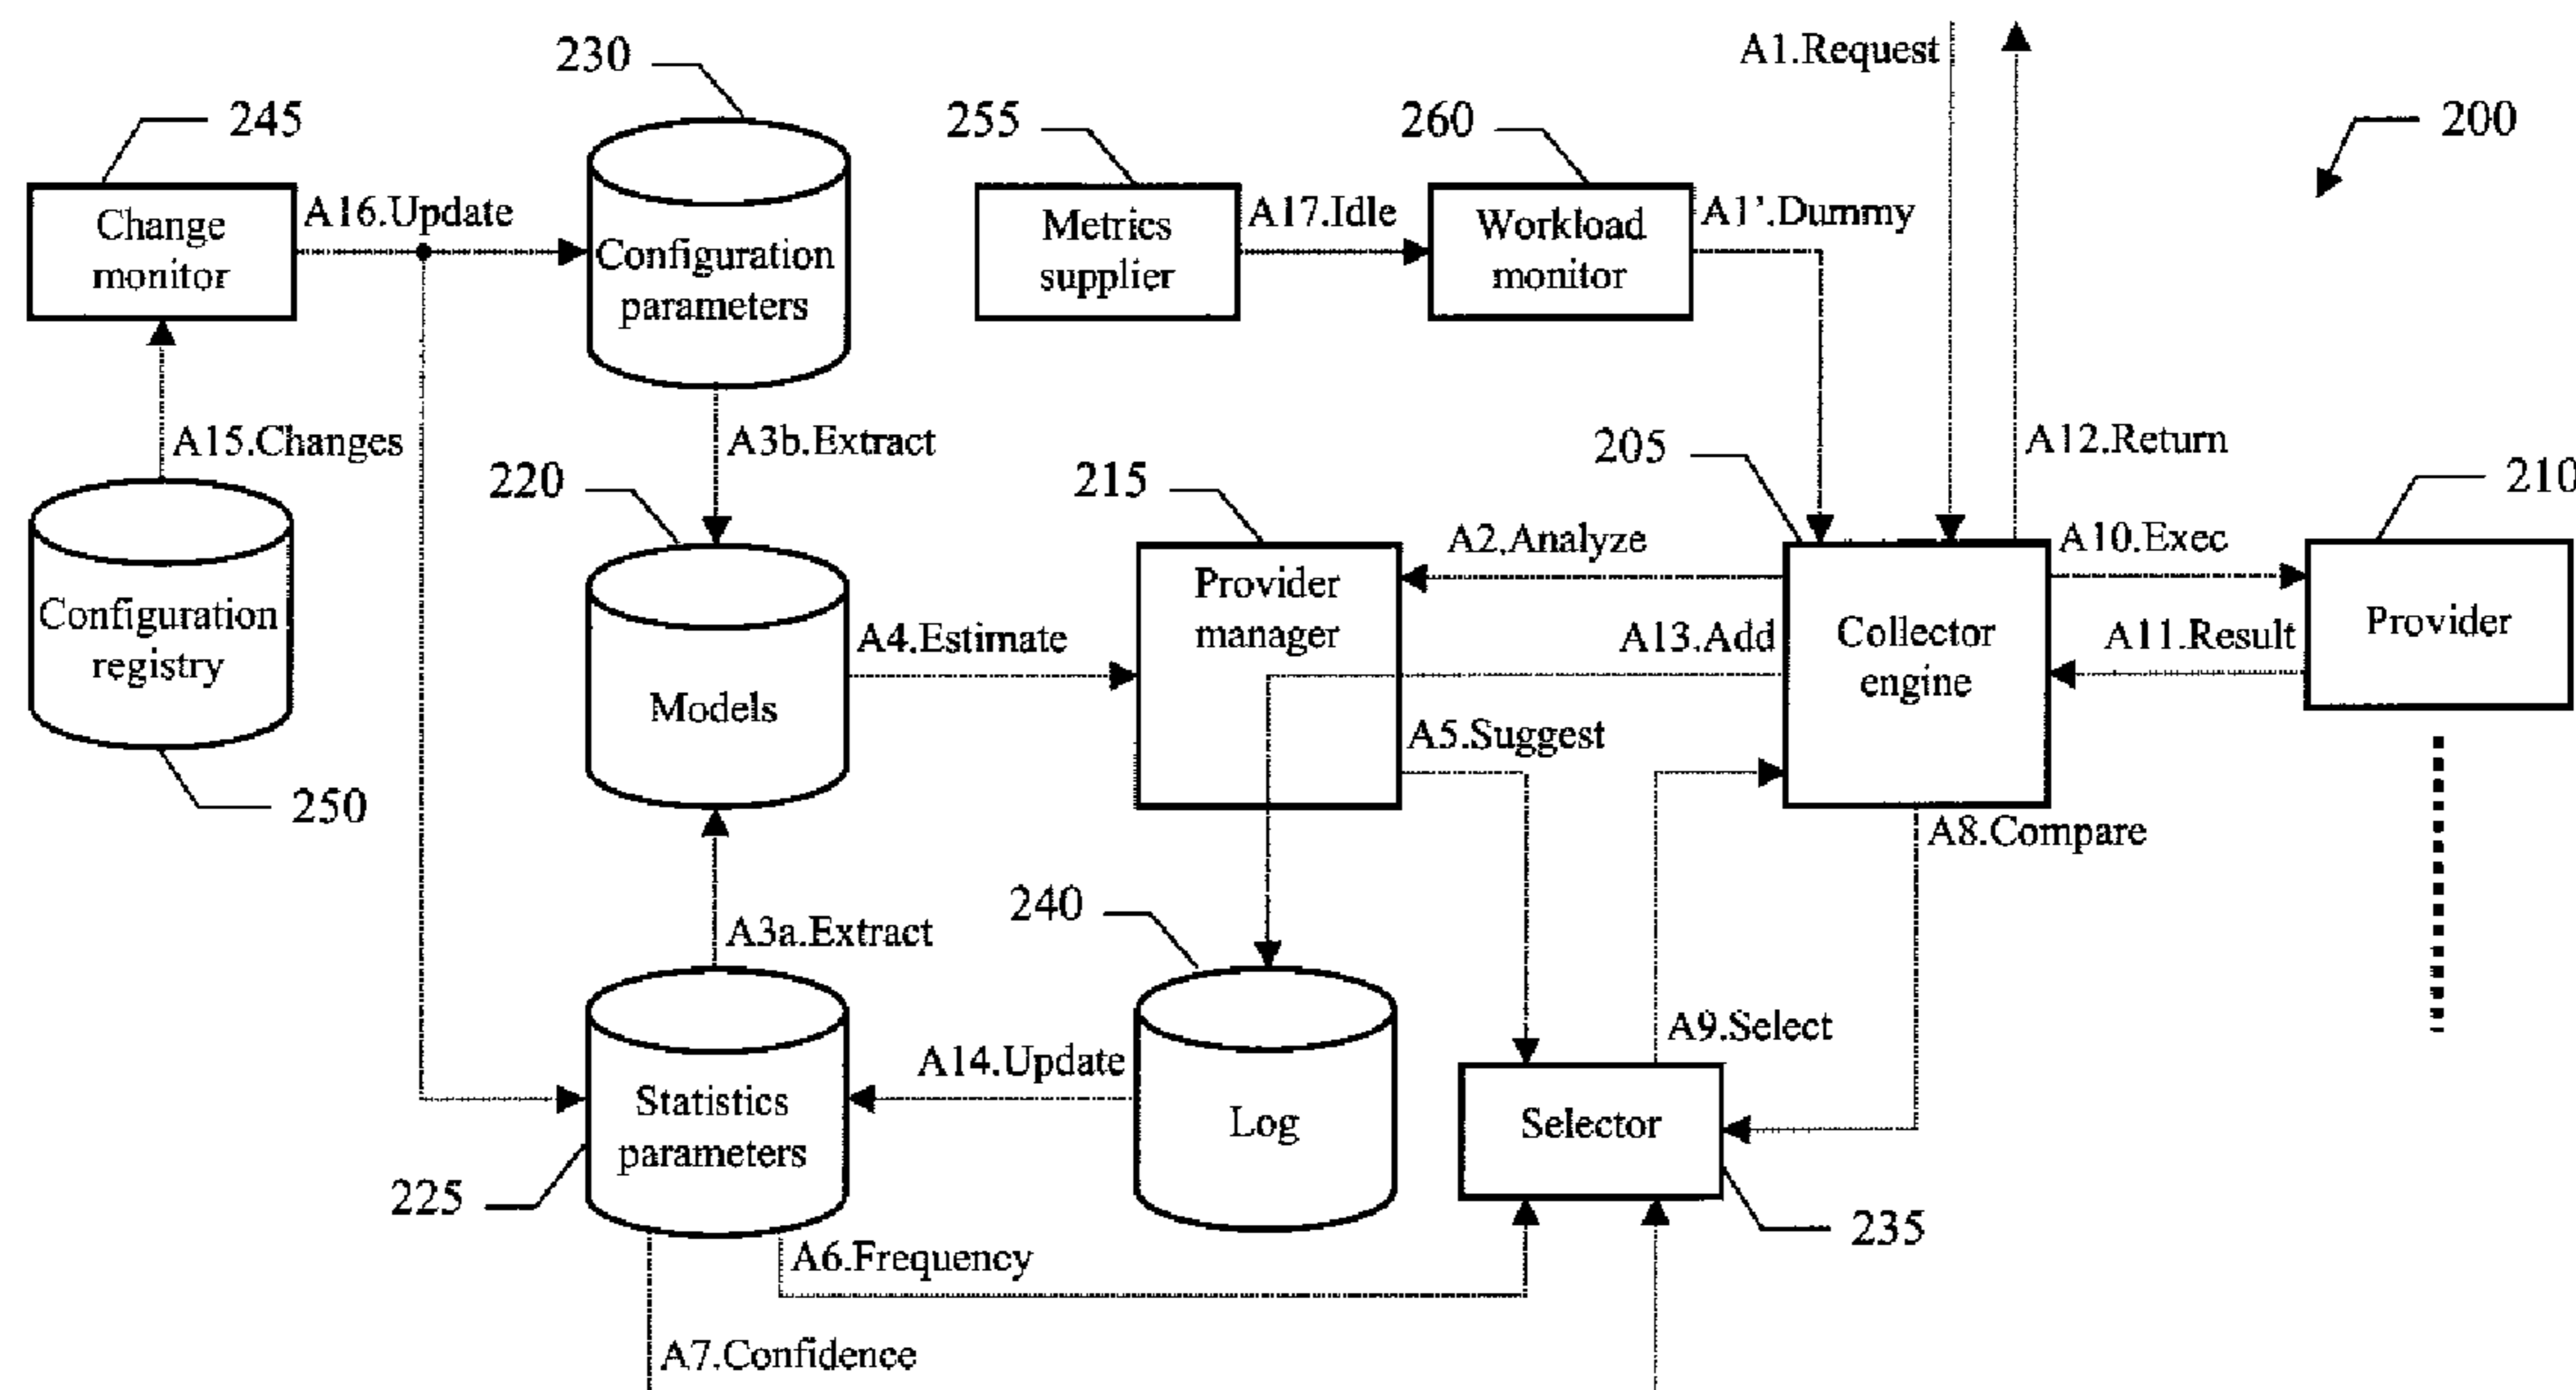 230
A1.Request
245
255
260
200
Change
monitor
A16.Update
Configuration
parameters
Metrics
supplier
A17.Idle
Workload
monitor
A1'.Dummy
A15.Changes
A3b.Extract
205
A12.Return
220
215
210
Configuration
registry
Models
A4.Estimate
Provider
manager
A2.Analyze
A13.Add
Collector
engine
A10.Exec
A11.Result
Provider
A5.Suggest
250
A8.Compare
A3a.Extract
240
A9.Select
Statistics
parameters
A14.Update
Log
Selector
225
235
A6.Frequency
A7.Confidence